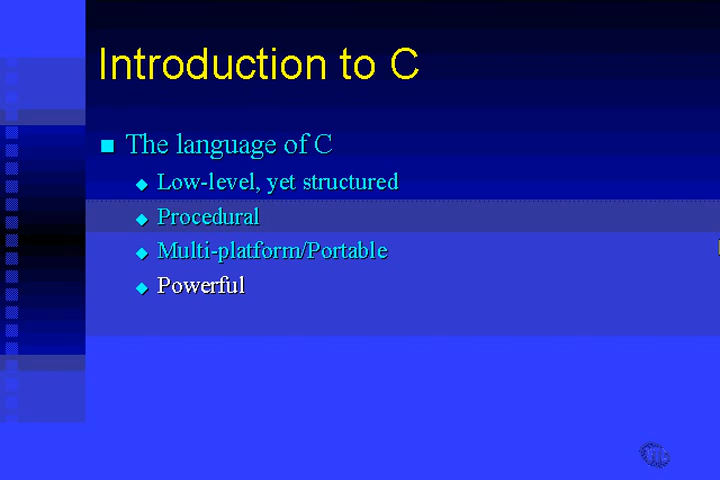 Introduction to C
The language of C
Low-level, yet structured
Procedural
Multi-platform/Portable
Powerful